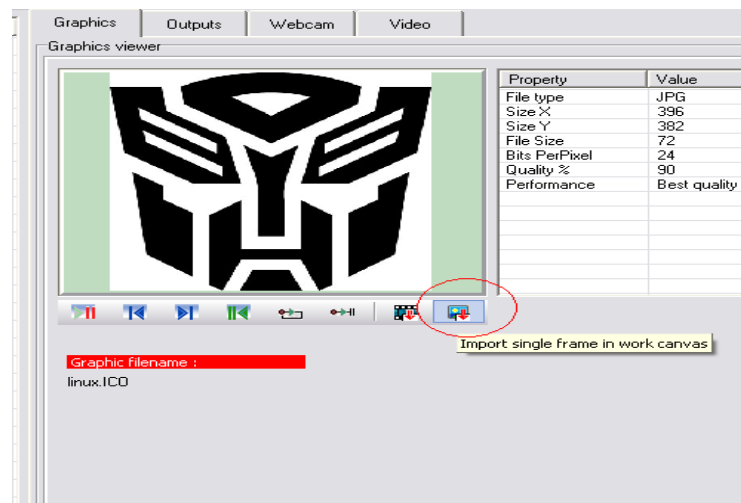 Graphics Outputs Webcam Video
Graphics viewer
Property Value
File type JPG
Size X 396
Size Y 382
File Size 72
Bits PerPixel 24
Quality % 90
Performance Best quality
Import single frame in work canvas
Graphic filename :
linux.ICO